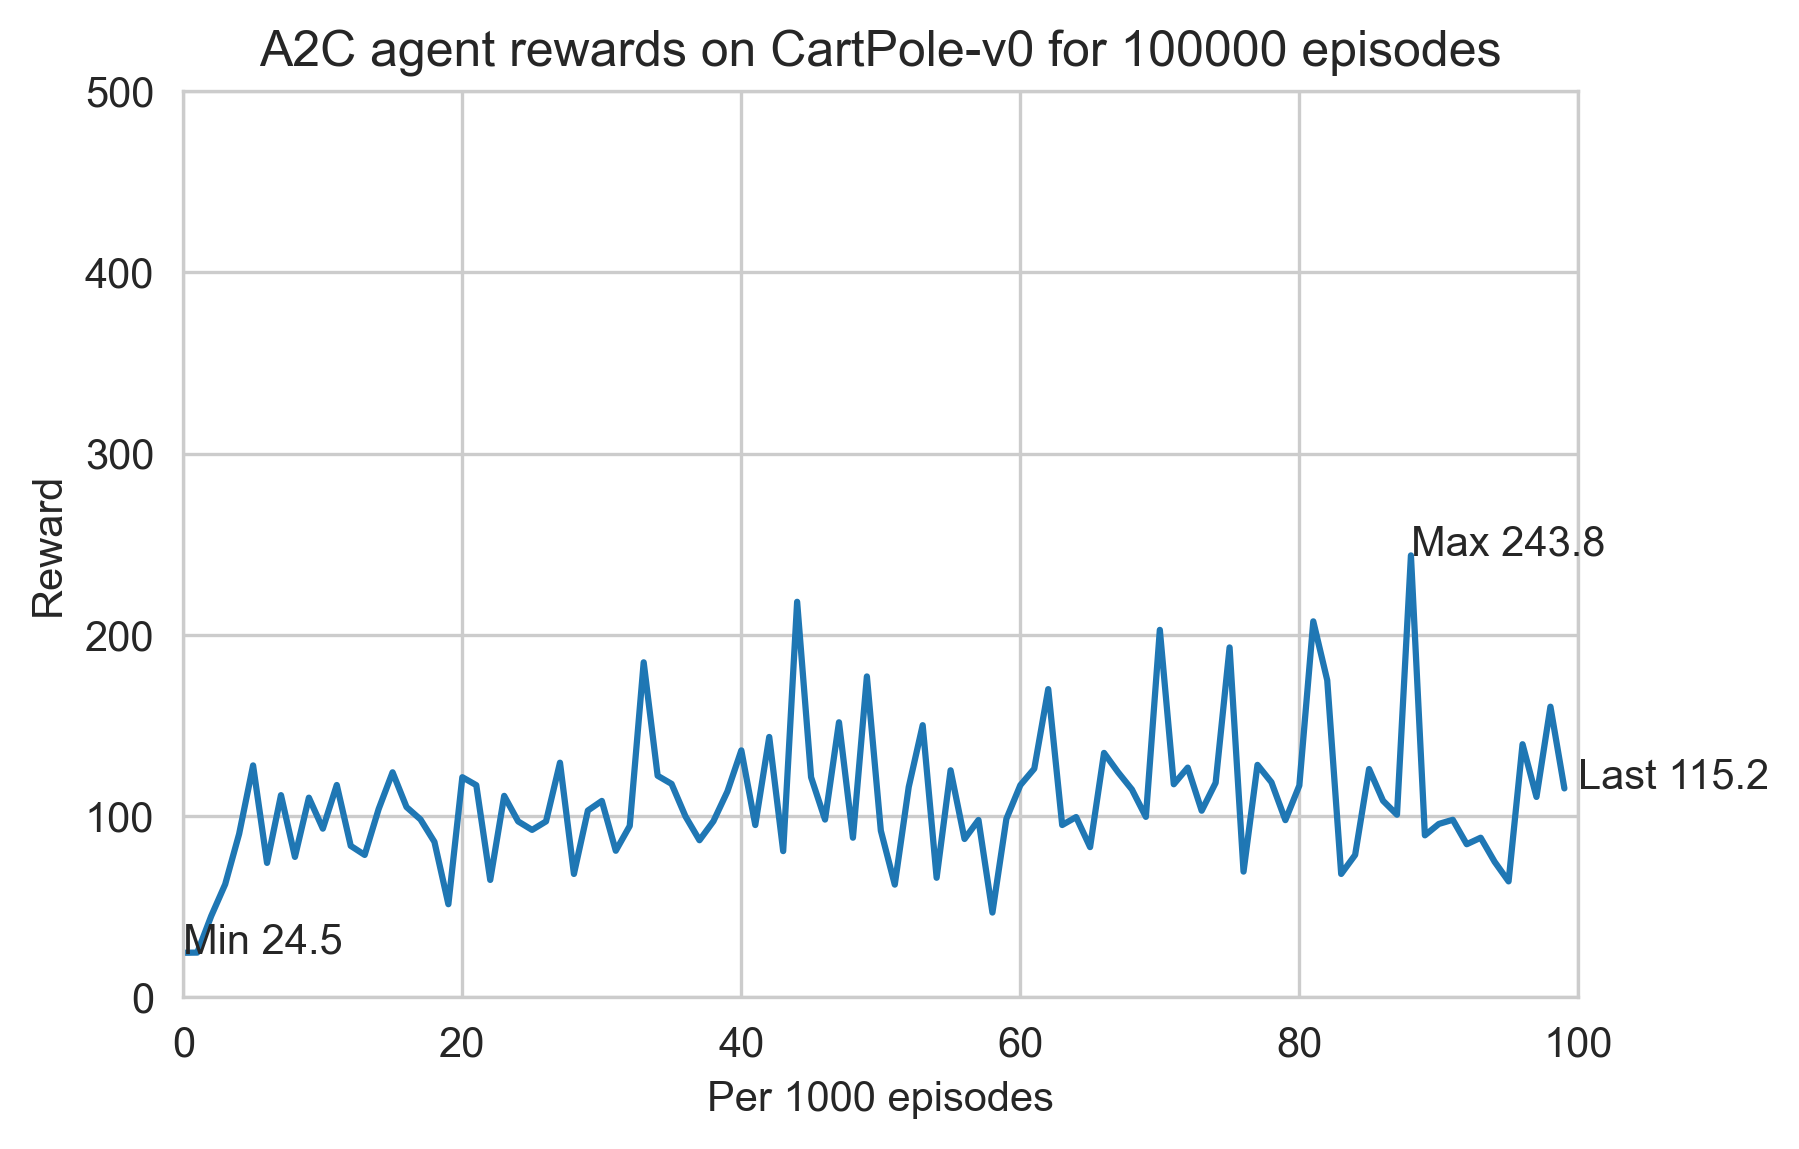 A2C agent rewards on CartPole-v0 for 100000 episodes
500
400
300
200
100
0
Reward
Max 243.8
Last 115.2
Min 24.5
0 20 40 60 80 100
Per 1000 episodes